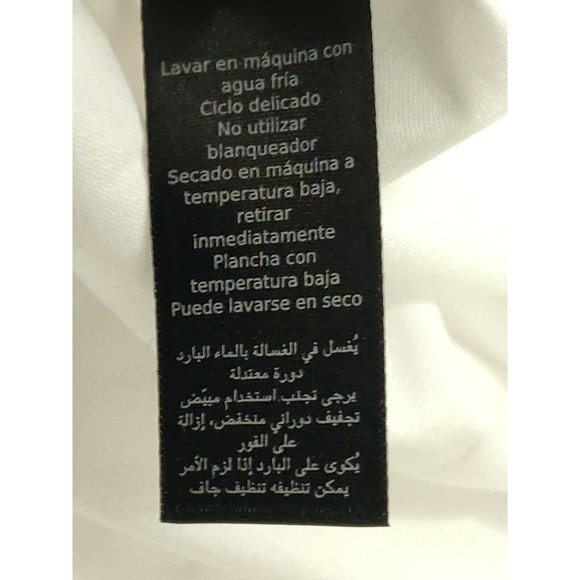 Lavar en máquina con
agua fría
Ciclo delicado
No utilizar
blanqueador
Secado en máquina a
temperatura baja,
retirar
inmediatamente
Plancha con
temperatura baja
Puede lavarse en seco
يُغسل في الغسالة بالماء البارد
دورة معتدلة
يرجى تجنب استخدام مبيّض
تجفيف دوراني منخفض، إزالة
على الفور
يُكوى على البارد إذا لزم الأمر
يمكن تنظيفه تنظيف جاف